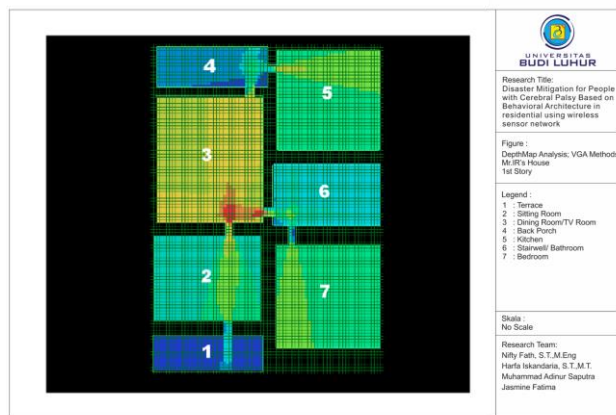 4
5
3
6
2
7
1
UNIVERSITAS
BUDI LUHUR
Research Title:
Disaster Mitigation for People
with Cerebral Palsy Based on
Behavioral Architecture in
residential using wireless
sensor network
Figure :
DepthMap Analysis; VGA Methods
Mr.IR's House
1st Story
Legend :
1 : Terrace
2 : Sitting Room
3 : Dining Room/TV Room
4 : Back Porch
5 : Kitchen
6 : Stairwell/ Bathroom
7 : Bedroom
Skala :
No Scale
Research Team:
Nifty Fath, S.T.,M.Eng
Harfa Iskandaria, S.T.,M.T.
Muhammad Adinur Saputra
Jasmine Fatima